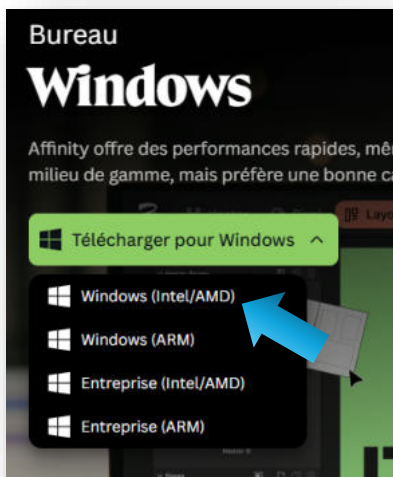 Bureau
Windows
Affinity offre des performances rapides, mê
milieu de gamme, mais préfère une bonne ca
Layo
Télécharger pour Windows
Windows (Intel/AMD)
Windows (ARM)
Entreprise (Intel/AMD)
Entreprise (ARM)